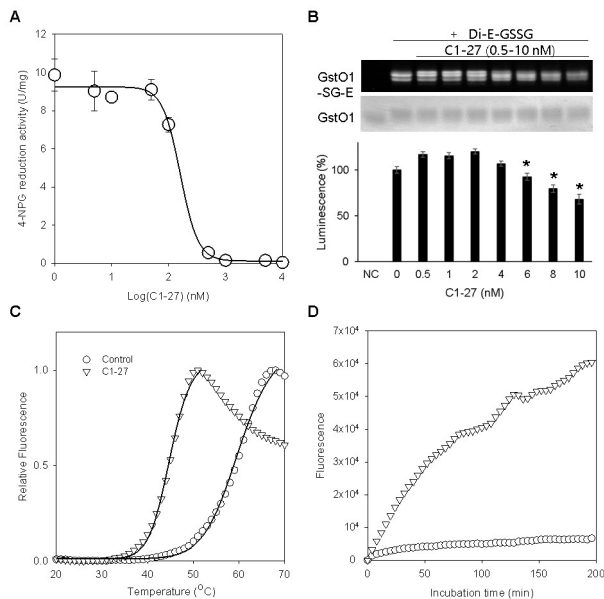 A
4-NPG reduction activity (U/mg)
12
10
8
6
4
2
0
0 1 2 3 4
Log(C1-27) (nM)
B
+ Di-E-GSSG
C1-27 (0.5-10 nM)
GstO1
-SG-E
GstO1
Luminescence (%)
100
50
0
* * *
NC 0 0.5 1 2 4 6 8 10
C1-27 (nM)
C
Control
C1-27
Relative Fluorescence
1.0
0.5
0.0
20 30 40 50 60 70
Temperature (°C)
D
Fluorescence
7x10⁴
6x10⁴
5x10⁴
4x10⁴
3x10⁴
2x10⁴
1x10⁴
0
0 50 100 150 200
Incubation time (min)